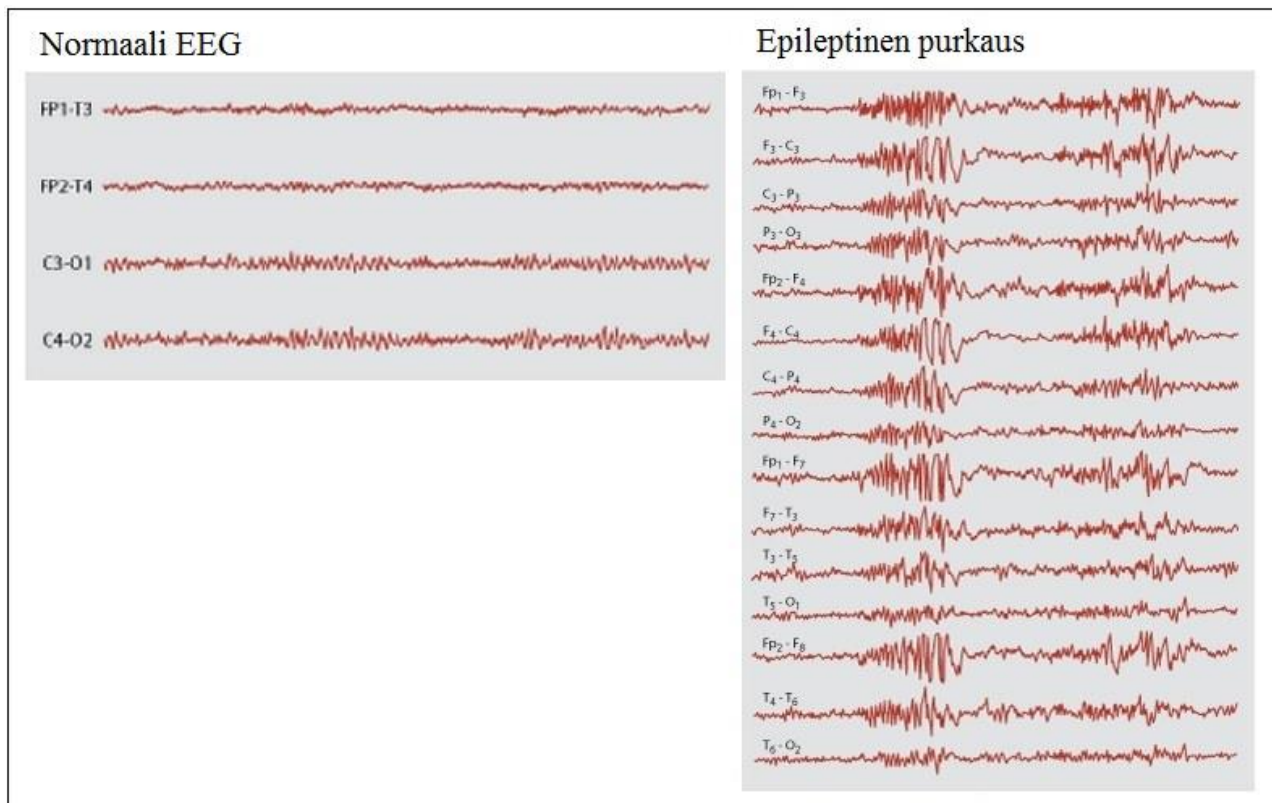 Normaali EEG
FP1-T3
FP2-T4
C3-O1
C4-O2
Epileptinen purkaus
Fp₁ - F₃
F₃ - C₃
C₃ - P₃
P₃ - O₃
Fp₂ - F₄
F₄ - C₄
C₄ - P₄
P₄ - O₂
Fp₁ - F₇
F₇ - T₃
T₃ - T₅
T₅ - O₁
Fp₂ - F₈
T₄ - T₆
T₆ - O₂